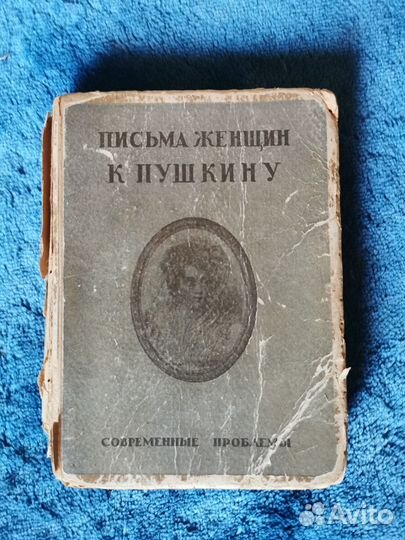 ПИСЬМА ЖЕНЩИН
К ПУШКИНУ
СОВРЕМЕННЫЕ ПРОБЛЕМЫ
Avito